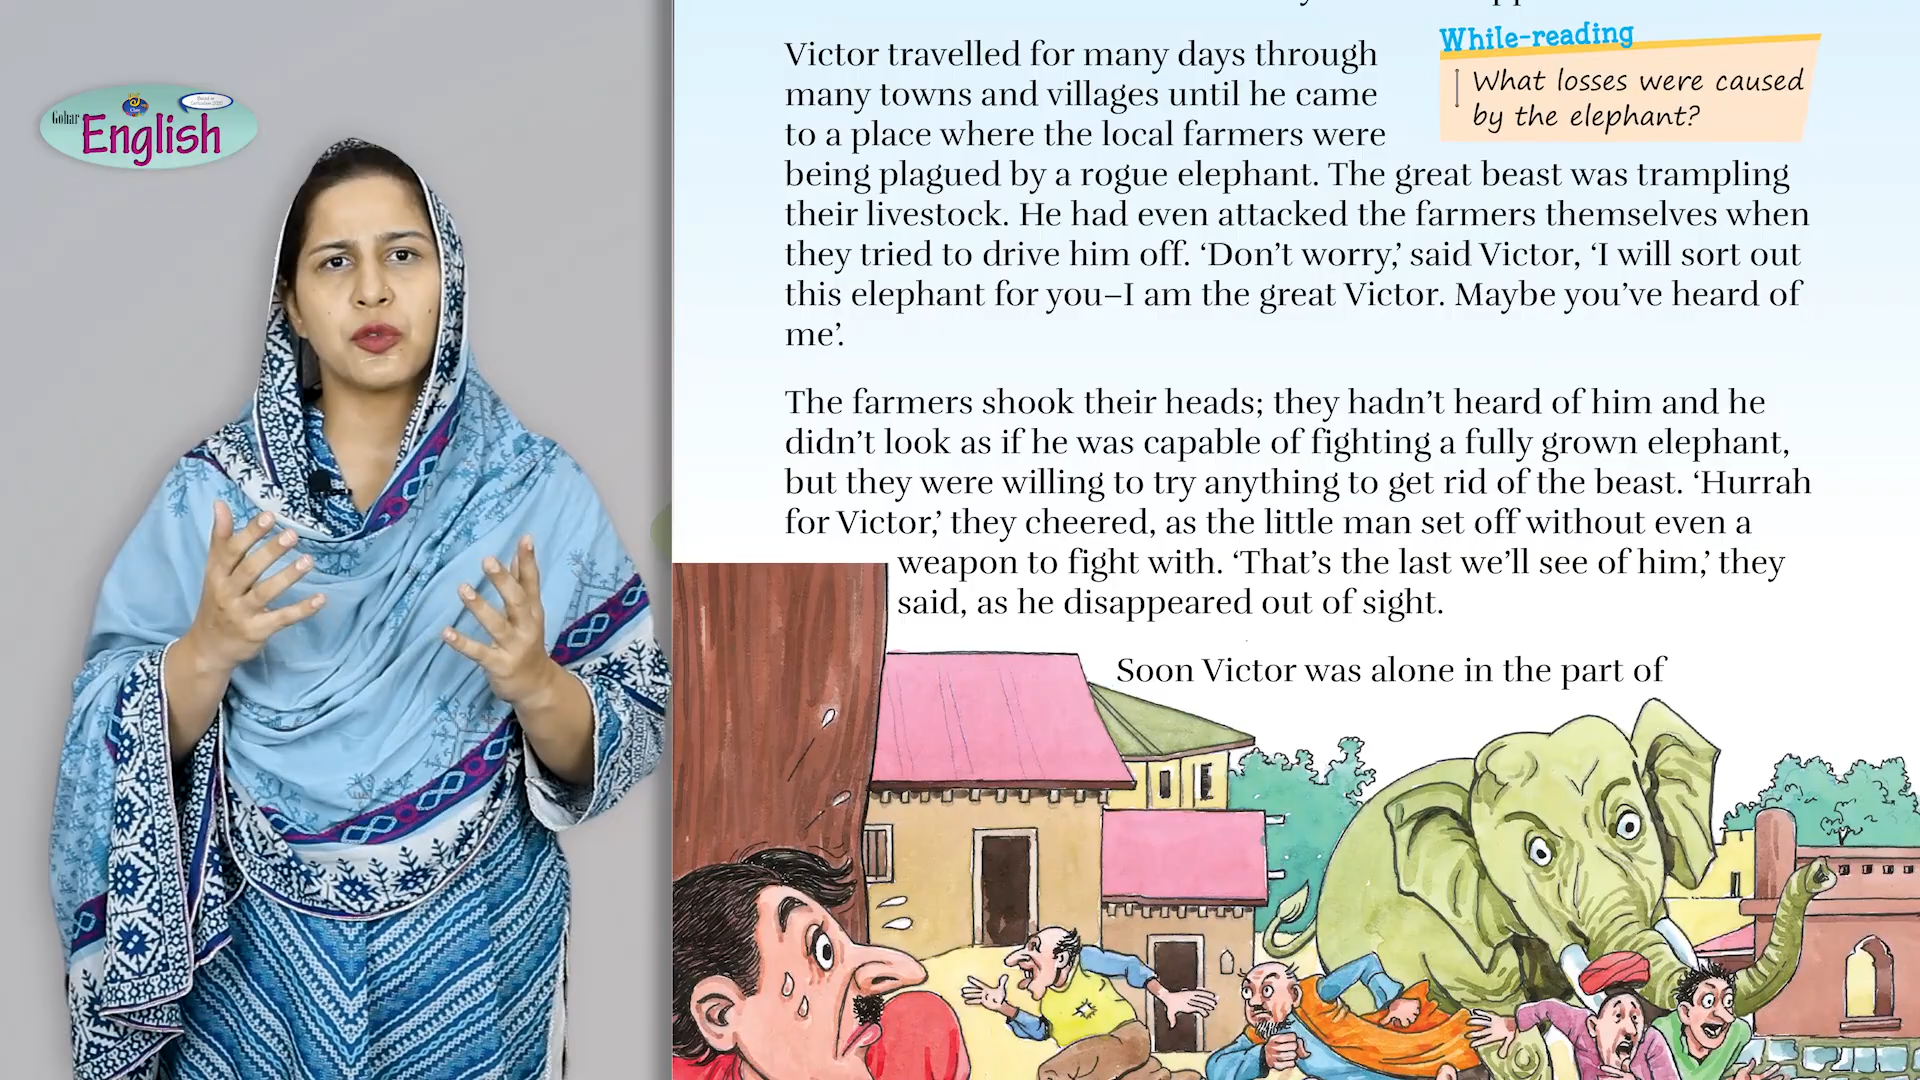 Gohar
English
Victor travelled for many days through
many towns and villages until he came
to a place where the local farmers were
being plagued by a rogue elephant. The great beast was trampling
their livestock. He had even attacked the farmers themselves when
they tried to drive him off. ‘Don’t worry,’ said Victor, ‘I will sort out
this elephant for you–I am the great Victor. Maybe you’ve heard of
me’.
While-reading
What losses were caused
by the elephant?
The farmers shook their heads; they hadn’t heard of him and he
didn’t look as if he was capable of fighting a fully grown elephant,
but they were willing to try anything to get rid of the beast. ‘Hurrah
for Victor,’ they cheered, as the little man set off without even a
weapon to fight with. ‘That’s the last we’ll see of him,’ they
said, as he disappeared out of sight.
Soon Victor was alone in the part of